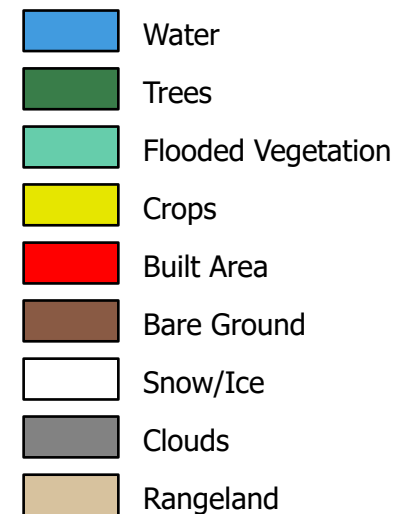 Water
Trees
Flooded Vegetation
Crops
Built Area
Bare Ground
Snow/Ice
Clouds
Rangeland